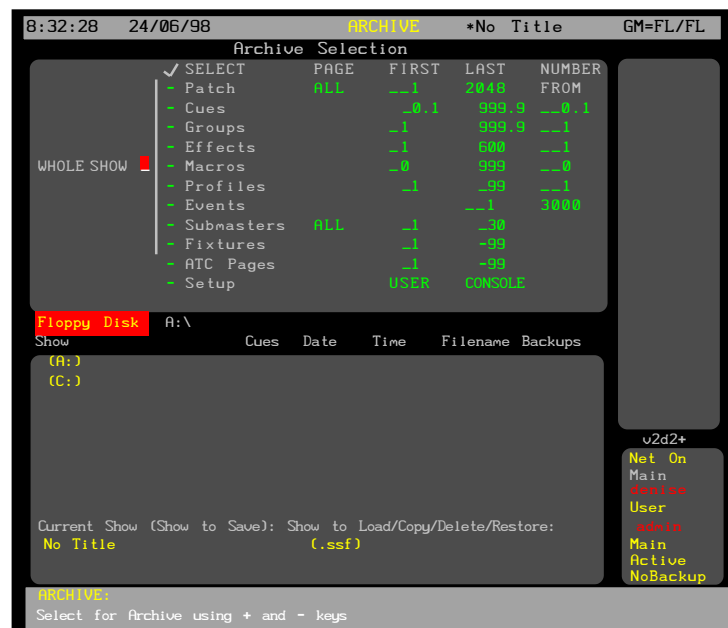 8:32:28 24/06/98 ARCHIVE *No Title GM=FL/FL
Archive Selection
SELECT PAGE FIRST LAST NUMBER
- Patch ALL __1 2048 FROM
- Cues _0.1 999.9 __0.1
- Groups _1 999.9 __1
- Effects _1 600 __1
WHOLE SHOW _ - Macros _0 999 __0
- Profiles _1 _99 __1
- Events __1 3000
- Submasters ALL _1 _30
- Fixtures _1 -99
- ATC Pages _1 -99
- Setup USER CONSOLE
Floppy Disk A:\
Show Cues Date Time Filename Backups
(A:)
(C:)
v2d2+
Net On
Main
denise
User
admin
Main
Active
NoBackup
Current Show (Show to Save): Show to Load/Copy/Delete/Restore:
No Title (.ssf)
ARCHIVE:
Select for Archive using + and - keys